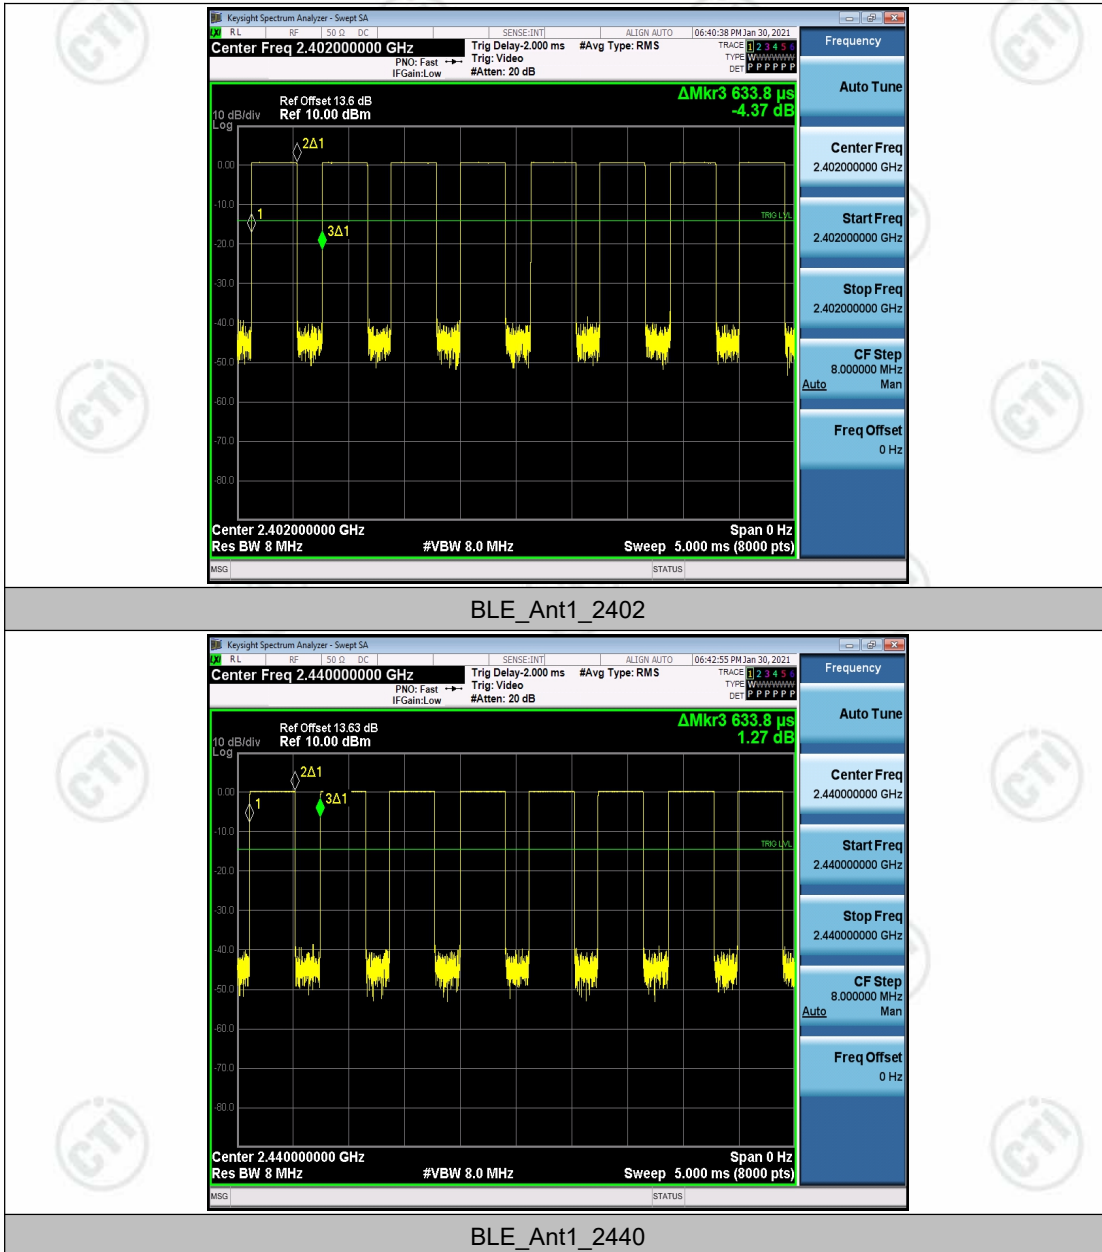 Keysight Spectrum Analyzer - Swept SA
RL RF 50 Ω DC SENSE:INT ALIGN AUTO 06:40:38 PM Jan 30, 2021
Center Freq 2.402000000 GHz
PNO: Fast
IFGain:Low
Trig Delay-2.000 ms
Trig: Video
#Atten: 20 dB
#Avg Type: RMS
TRACE 1 2 3 4 5 6
TYPE WWWWWW
DET P P P P P P
Ref Offset 13.6 dB
10 dB/div Ref 10.00 dBm
Log
ΔMkr3 633.8 µs
-4.37 dB
2Δ1
0.00
-10.0
1
TRIG LVL
3Δ1
-20.0
-30.0
-40.0
-50.0
-60.0
-70.0
-80.0
Center 2.402000000 GHz Span 0 Hz
Res BW 8 MHz #VBW 8.0 MHz Sweep 5.000 ms (8000 pts)
MSG STATUS
Frequency
Auto Tune
Center Freq
2.402000000 GHz
Start Freq
2.402000000 GHz
Stop Freq
2.402000000 GHz
CF Step
8.000000 MHz
Auto Man
Freq Offset
0 Hz
BLE_Ant1_2402
Keysight Spectrum Analyzer - Swept SA
RL RF 50 Ω DC SENSE:INT ALIGN AUTO 06:42:55 PM Jan 30, 2021
Center Freq 2.440000000 GHz
PNO: Fast
IFGain:Low
Trig Delay-2.000 ms
Trig: Video
#Atten: 20 dB
#Avg Type: RMS
TRACE 1 2 3 4 5 6
TYPE WWWWWW
DET P P P P P P
Ref Offset 13.63 dB
10 dB/div Ref 10.00 dBm
Log
ΔMkr3 633.8 µs
1.27 dB
2Δ1
0.00
1
3Δ1
-10.0
TRIG LVL
-20.0
-30.0
-40.0
-50.0
-60.0
-70.0
-80.0
Center 2.440000000 GHz Span 0 Hz
Res BW 8 MHz #VBW 8.0 MHz Sweep 5.000 ms (8000 pts)
MSG STATUS
Frequency
Auto Tune
Center Freq
2.440000000 GHz
Start Freq
2.440000000 GHz
Stop Freq
2.440000000 GHz
CF Step
8.000000 MHz
Auto Man
Freq Offset
0 Hz
BLE_Ant1_2440
CTI
CTI
CTI
CTI
CTI
CTI
CTI
CTI